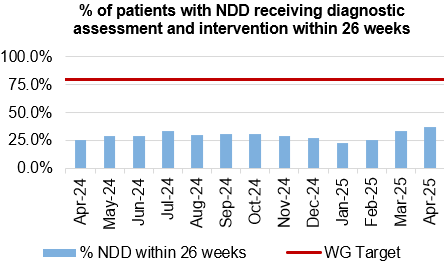 % of patients with NDD receiving diagnostic
assessment and intervention within 26 weeks
100.0%
75.0%
50.0%
25.0%
0.0%
Apr-24
May-24
Jun-24
Jul-24
Aug-24
Sep-24
Oct-24
Nov-24
Dec-24
Jan-25
Feb-25
Mar-25
Apr-25
% NDD within 26 weeks
WG Target